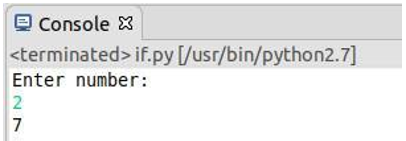 Console
<terminated> if.py [/usr/bin/python2.7]
Enter number:
2
7